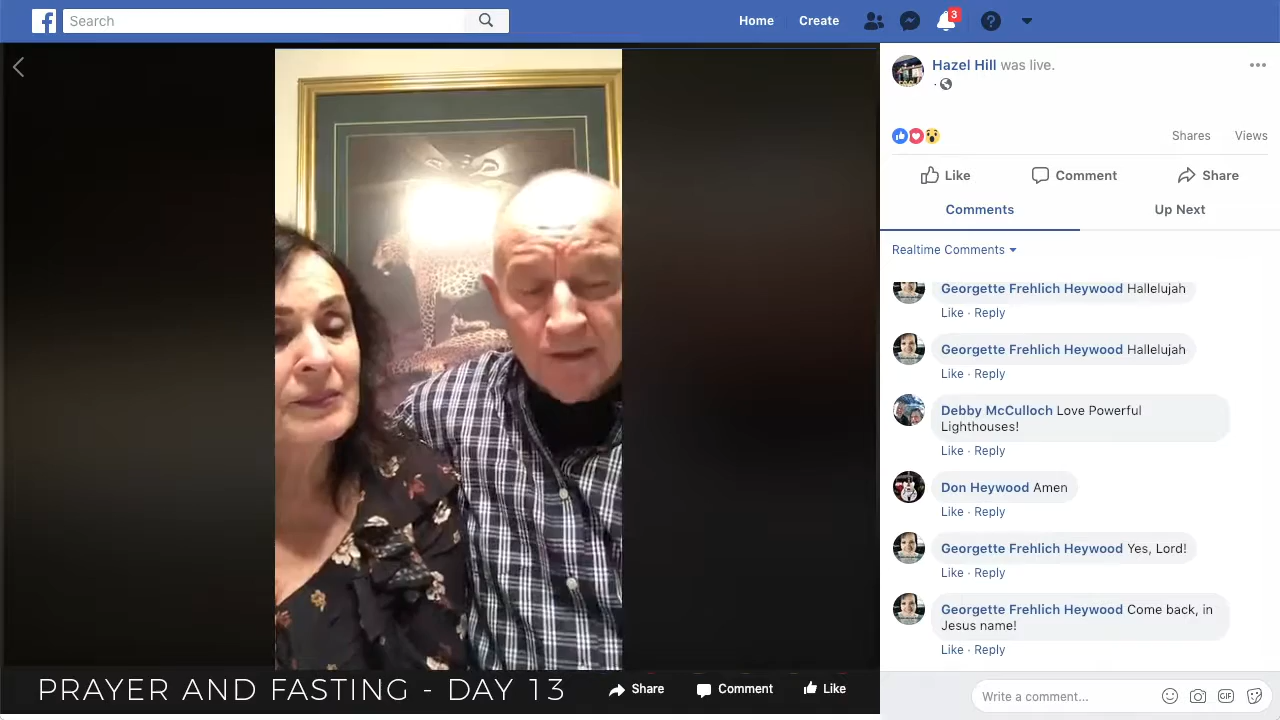 Search
Home
Create
3
Hazel Hill was live.
Shares
Views
Like
Comment
Share
Comments
Up Next
Realtime Comments
Georgette Frehlich Heywood Hallelujah
Like · Reply
Georgette Frehlich Heywood Hallelujah
Like · Reply
Debby McCulloch Love Powerful
Lighthouses!
Like · Reply
Don Heywood Amen
Like · Reply
Georgette Frehlich Heywood Yes, Lord!
Like · Reply
Georgette Frehlich Heywood Come back, in
Jesus name!
Like · Reply
PRAYER AND FASTING - DAY 13
Share
Comment
Like
Write a comment...
GIF